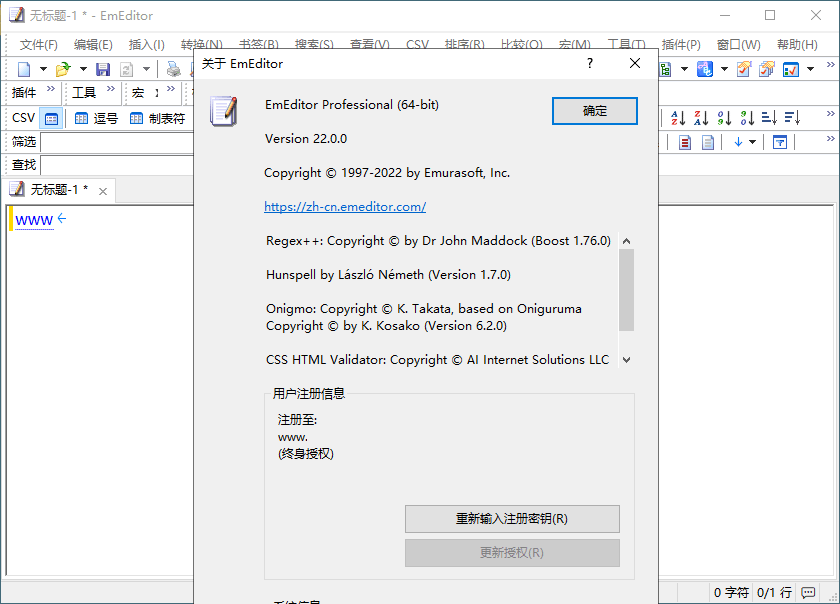 无标题-1 * - EmEditor
文件(F) 编辑(E) 插入(I) 转换(N) 书签(B) 搜索(S) 查看(V) CSV 排序(R) 比较(O) 宏(M) 工具(T) 插件(P) 窗口(W) 帮助(H)
关于 EmEditor
插件 工具 宏
CSV 逗号 制表符
筛选
查找
无标题-1 *
www
EmEditor Professional (64-bit)
确定
Version 22.0.0
Copyright © 1997-2022 by Emurasoft, Inc.
https://zh-cn.emeditor.com/
Regex++: Copyright © by Dr John Maddock (Boost 1.76.0)
Hunspell by László Németh (Version 1.7.0)
Onigmo: Copyright © K. Takata, based on Oniguruma
Copyright © by K. Kosako (Version 6.2.0)
CSS HTML Validator: Copyright © AI Internet Solutions LLC
用户注册信息
注册至:
www.
(终身授权)
重新输入注册密钥(R)
更新授权(R)
系统信息
0 字符 0/1 行